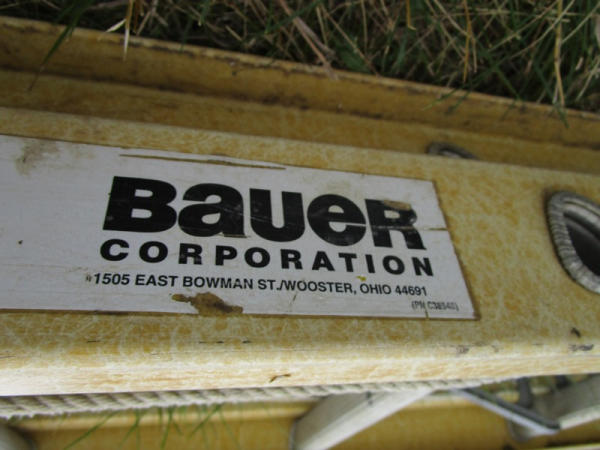 BaueR
CORPORATION
1505 EAST BOWMAN ST./WOOSTER, OHIO 44691